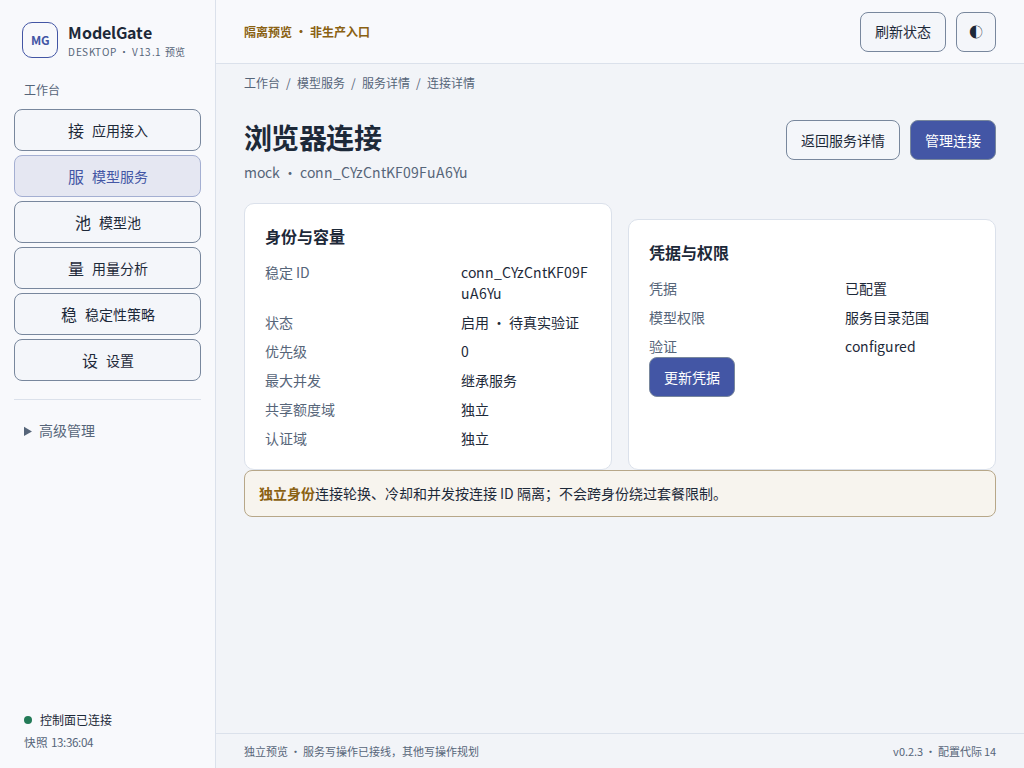 MG
ModelGate
DESKTOP · V13.1 预览
工作台
接 应用接入
服 模型服务
池 模型池
量 用量分析
稳 稳定性策略
设 设置
▶ 高级管理
控制面已连接
快照 13:36:04
隔离预览 · 非生产入口
刷新状态
工作台 / 模型服务 / 服务详情 / 连接详情
浏览器连接
mock · conn_CYzCntKF09FuA6Yu
返回服务详情
管理连接
身份与容量
稳定 ID conn_CYzCntKF09F
uA6Yu
状态 启用 · 待真实验证
优先级 0
最大并发 继承服务
共享额度域 独立
认证域 独立
凭据与权限
凭据 已配置
模型权限 服务目录范围
验证 configured
更新凭据
独立身份连接轮换、冷却和并发按连接 ID 隔离；不会跨身份绕过套餐限制。
独立预览 · 服务写操作已接线，其他写操作规划
v0.2.3 · 配置代际 14